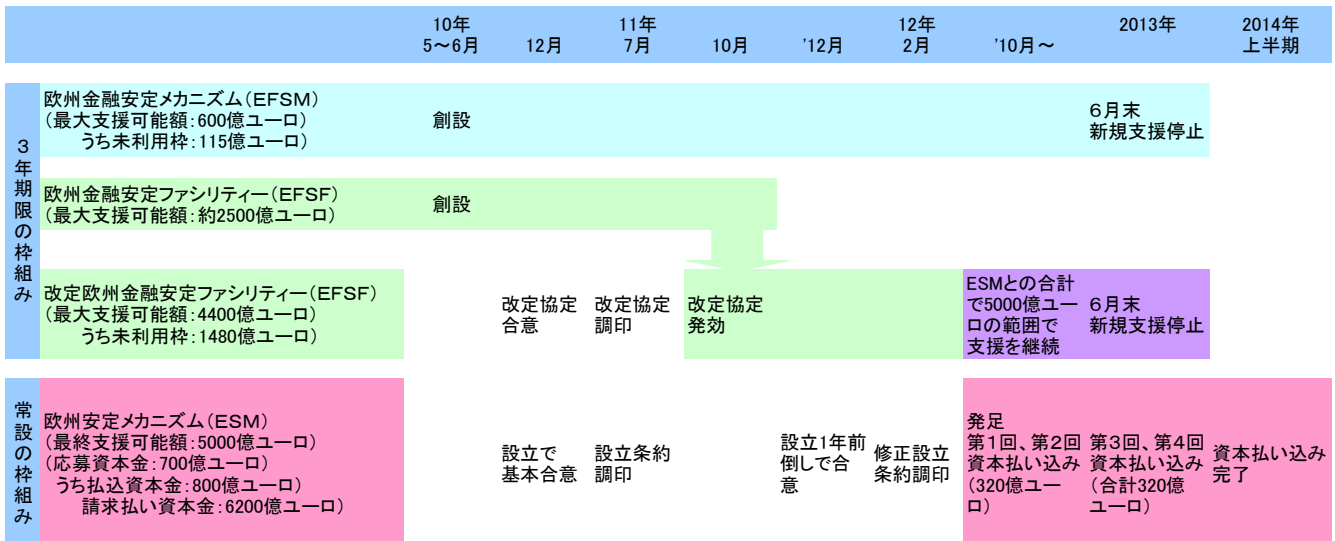 10年
5～6月
12月
11年
7月
10月
'12月
12年
2月
'10月～
2013年
2014年
上半期
3年期限の枠組み
欧州金融安定メカニズム（EFSM）
（最大支援可能額：600億ユーロ）
うち未利用枠：115億ユーロ）
創設
6月末
新規支援停止
欧州金融安定ファシリティー（EFSF）
（最大支援可能額：約2500億ユーロ）
創設
改定欧州金融安定ファシリティー（EFSF）
（最大支援可能額：4400億ユーロ）
うち未利用枠：1480億ユーロ）
改定協定
合意
改定協定
調印
改定協定
発効
ESMとの合計
で5000億ユー
ロの範囲で
支援を継続
6月末
新規支援停止
常設の枠組み
欧州安定メカニズム（ESM）
（最終支援可能額：5000億ユーロ）
（応募資本金：700億ユーロ）
うち払込資本金：800億ユーロ）
請求払い資本金：6200億ユーロ）
設立で
基本合意
設立条約
調印
設立1年前
倒しで合
意
修正設立
条約調印
発足
第1回、第2回
資本払い込み
（320億ユー
ロ）
第3回、第4回
資本払い込み
（合計320億
ユーロ）
資本払い込み
完了